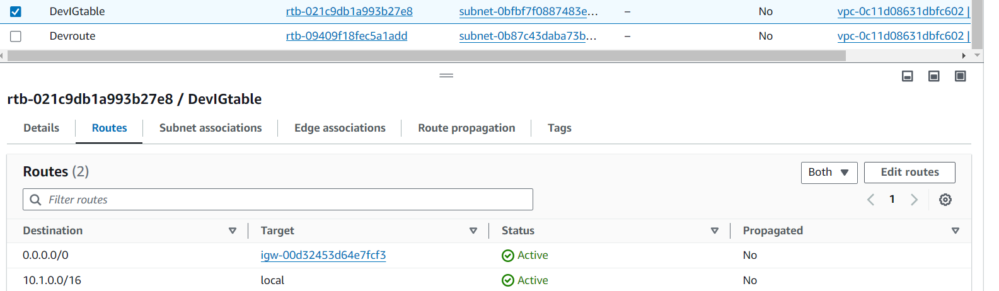 DevIGtable rtb-021c9db1a993b27e8 subnet-0bfbf7f0887483e… – No vpc-0c11d08631dbfc602 |
Devroute rtb-09409f18fec5a1add subnet-0b87c43daba73b… – No vpc-0c11d08631dbfc602 |
rtb-021c9db1a993b27e8 / DevIGtable
Details Routes Subnet associations Edge associations Route propagation Tags
Routes (2) Both Edit routes
Filter routes 1
Destination Target Status Propagated
0.0.0.0/0 igw-00d32453d64e7fcf3 Active No
10.1.0.0/16 local Active No